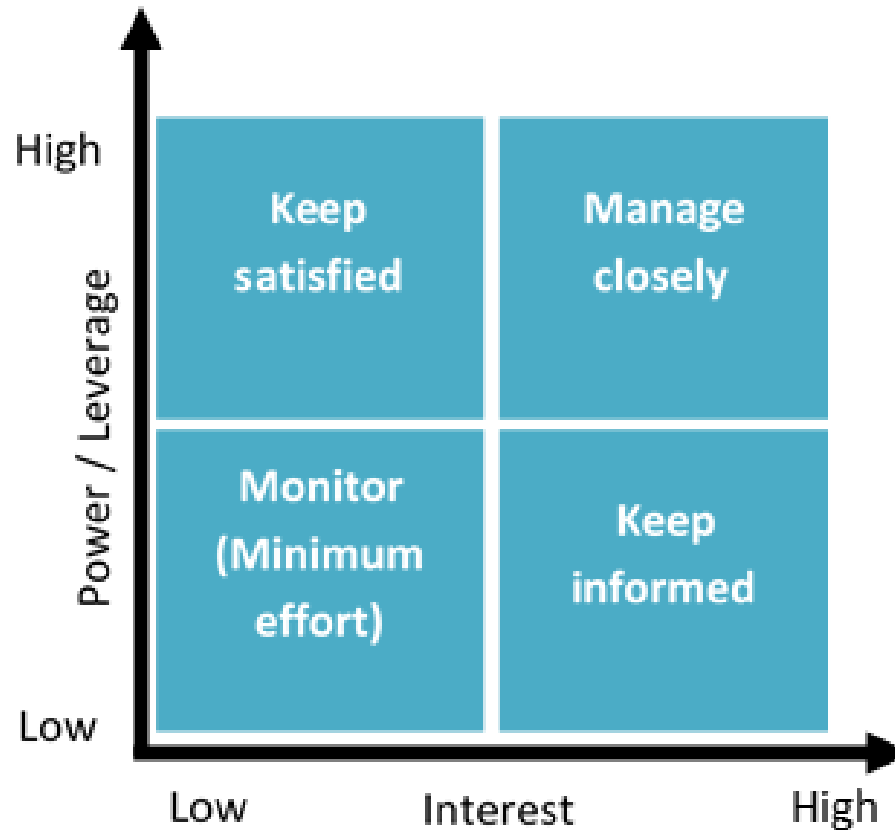 High
Keep
satisfied
Manage
closely
Power / Leverage
Monitor
(Minimum
effort)
Keep
informed
Low
Low
Interest
High